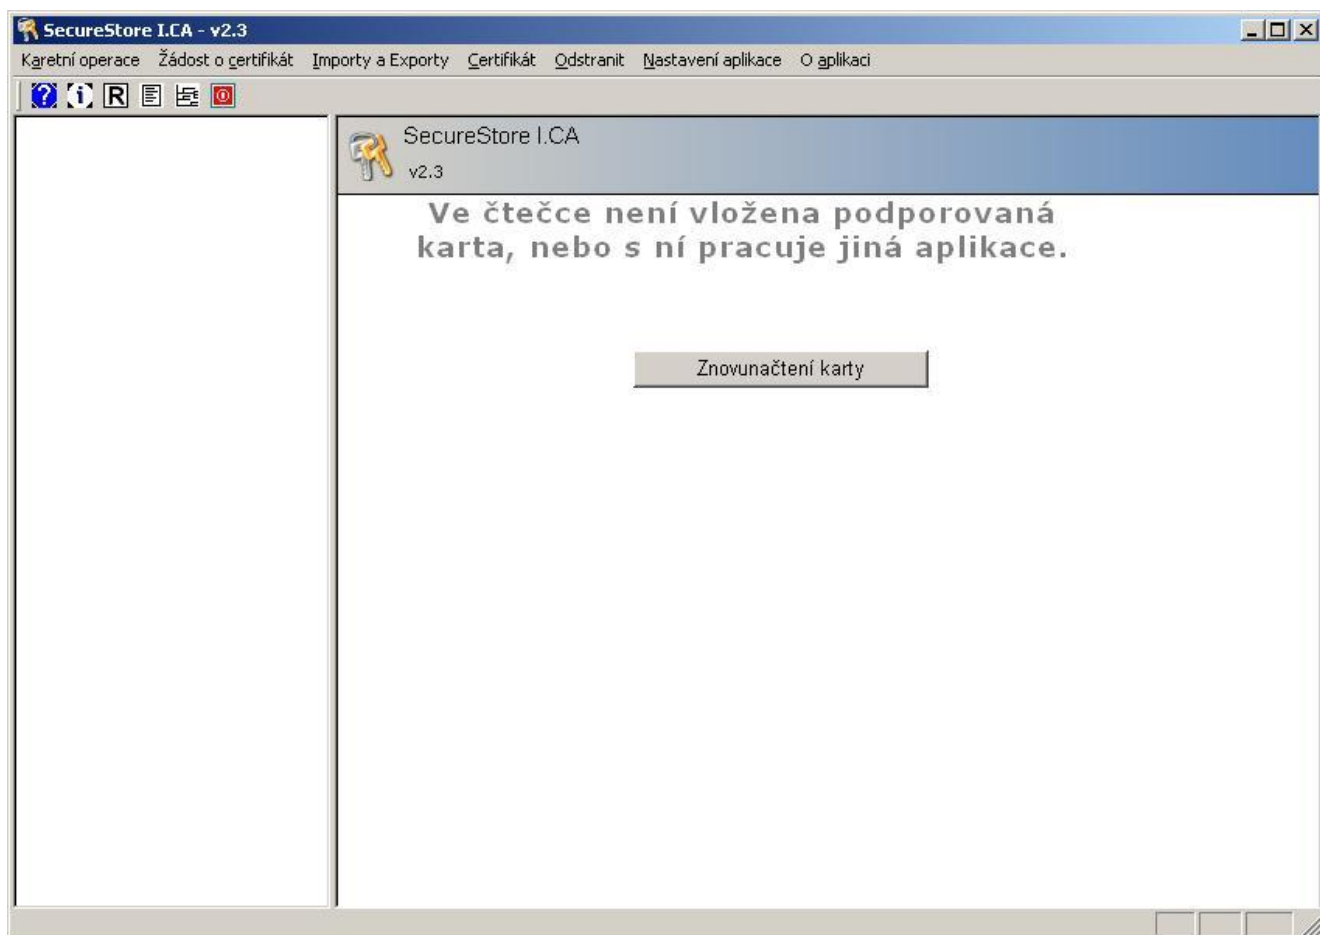 SecureStore I.CA - v2.3
Karetní operace Žádost o certifikát Importy a Exporty Certifikát Odstranit Nastavení aplikace O aplikaci
R
SecureStore I.CA
v2.3
Ve čtečce není vložena podporovaná
karta, nebo s ní pracuje jiná aplikace.
Znovunačtení karty